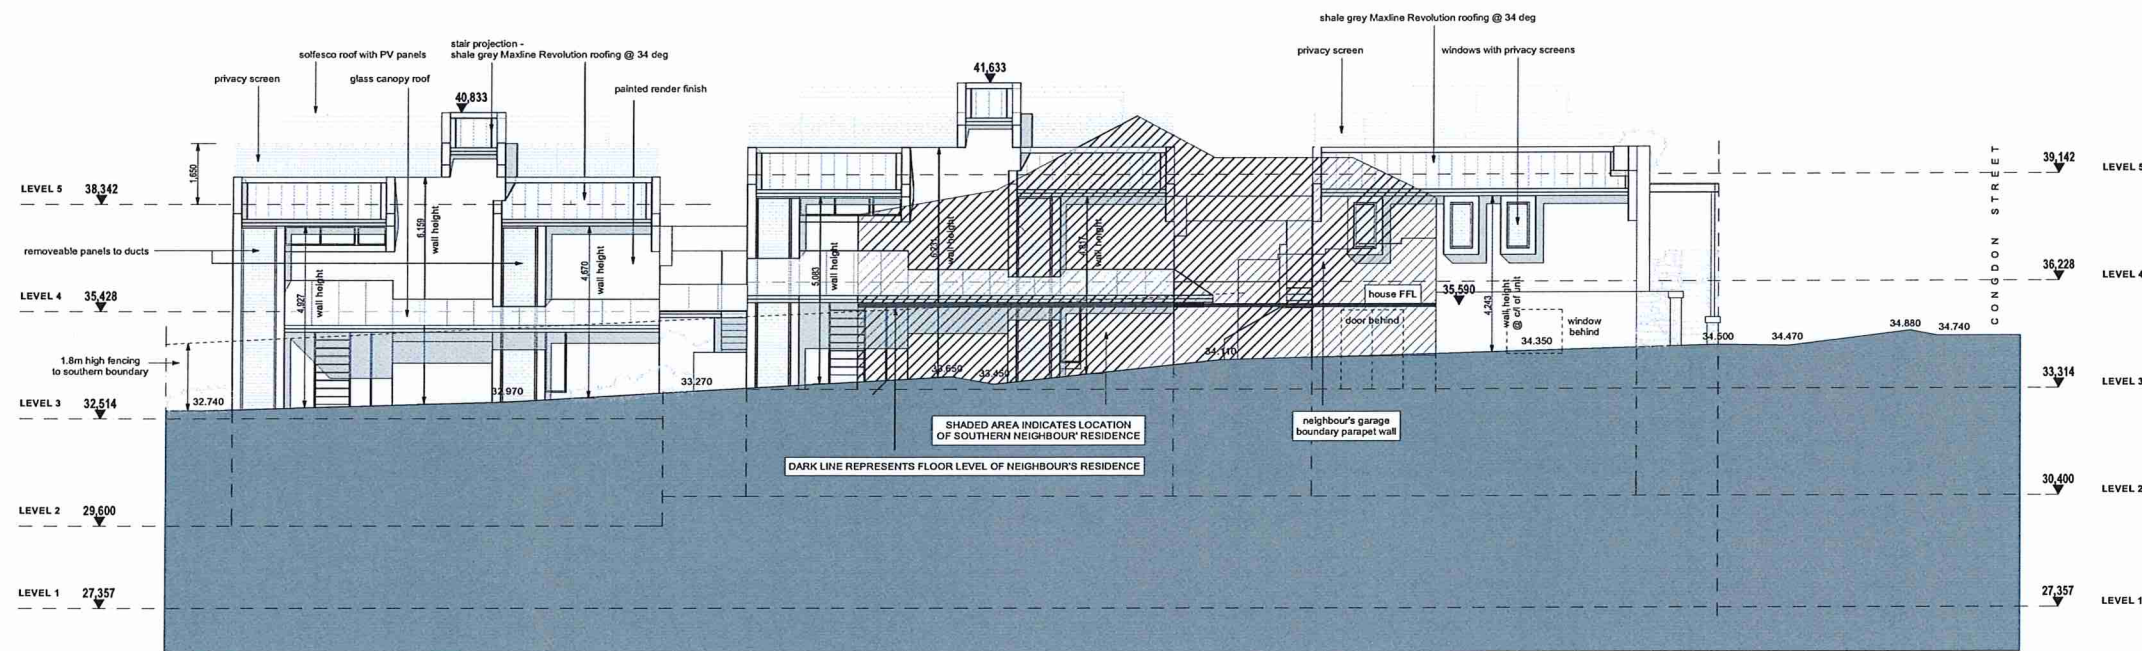 shale grey Maxline Revolution roofing @ 34 deg
stair projection -
shale grey Maxline Revolution roofing @ 34 deg
solfesco roof with PV panels
privacy screen
windows with privacy screens
privacy screen
glass canopy roof
41,633
painted render finish
40,833
1,650
LEVEL 5 38,342
39,142 LEVEL 5
CONGDON STREET
removeable panels to ducts
6,159
wall height
4,927
wall height
4,670
wall height
5,083
wall height
6,231
wall height
4,817
wall height
4,243
wall height
@ c/l of unit
LEVEL 4 35,428
36,228 LEVEL 4
house FFL
35,590
door behind
window
behind
34.350
34.500
34.470
34.880
34.740
1.8m high fencing
to southern boundary
32.740
32.970
33.270
33.650
33.450
34.110
LEVEL 3 32,514
33,314 LEVEL 3
SHADED AREA INDICATES LOCATION
OF SOUTHERN NEIGHBOUR' RESIDENCE
neighbour's garage
boundary parapet wall
DARK LINE REPRESENTS FLOOR LEVEL OF NEIGHBOUR'S RESIDENCE
LEVEL 2 29,600
30,400 LEVEL 2
LEVEL 1 27,357
27,357 LEVEL 1